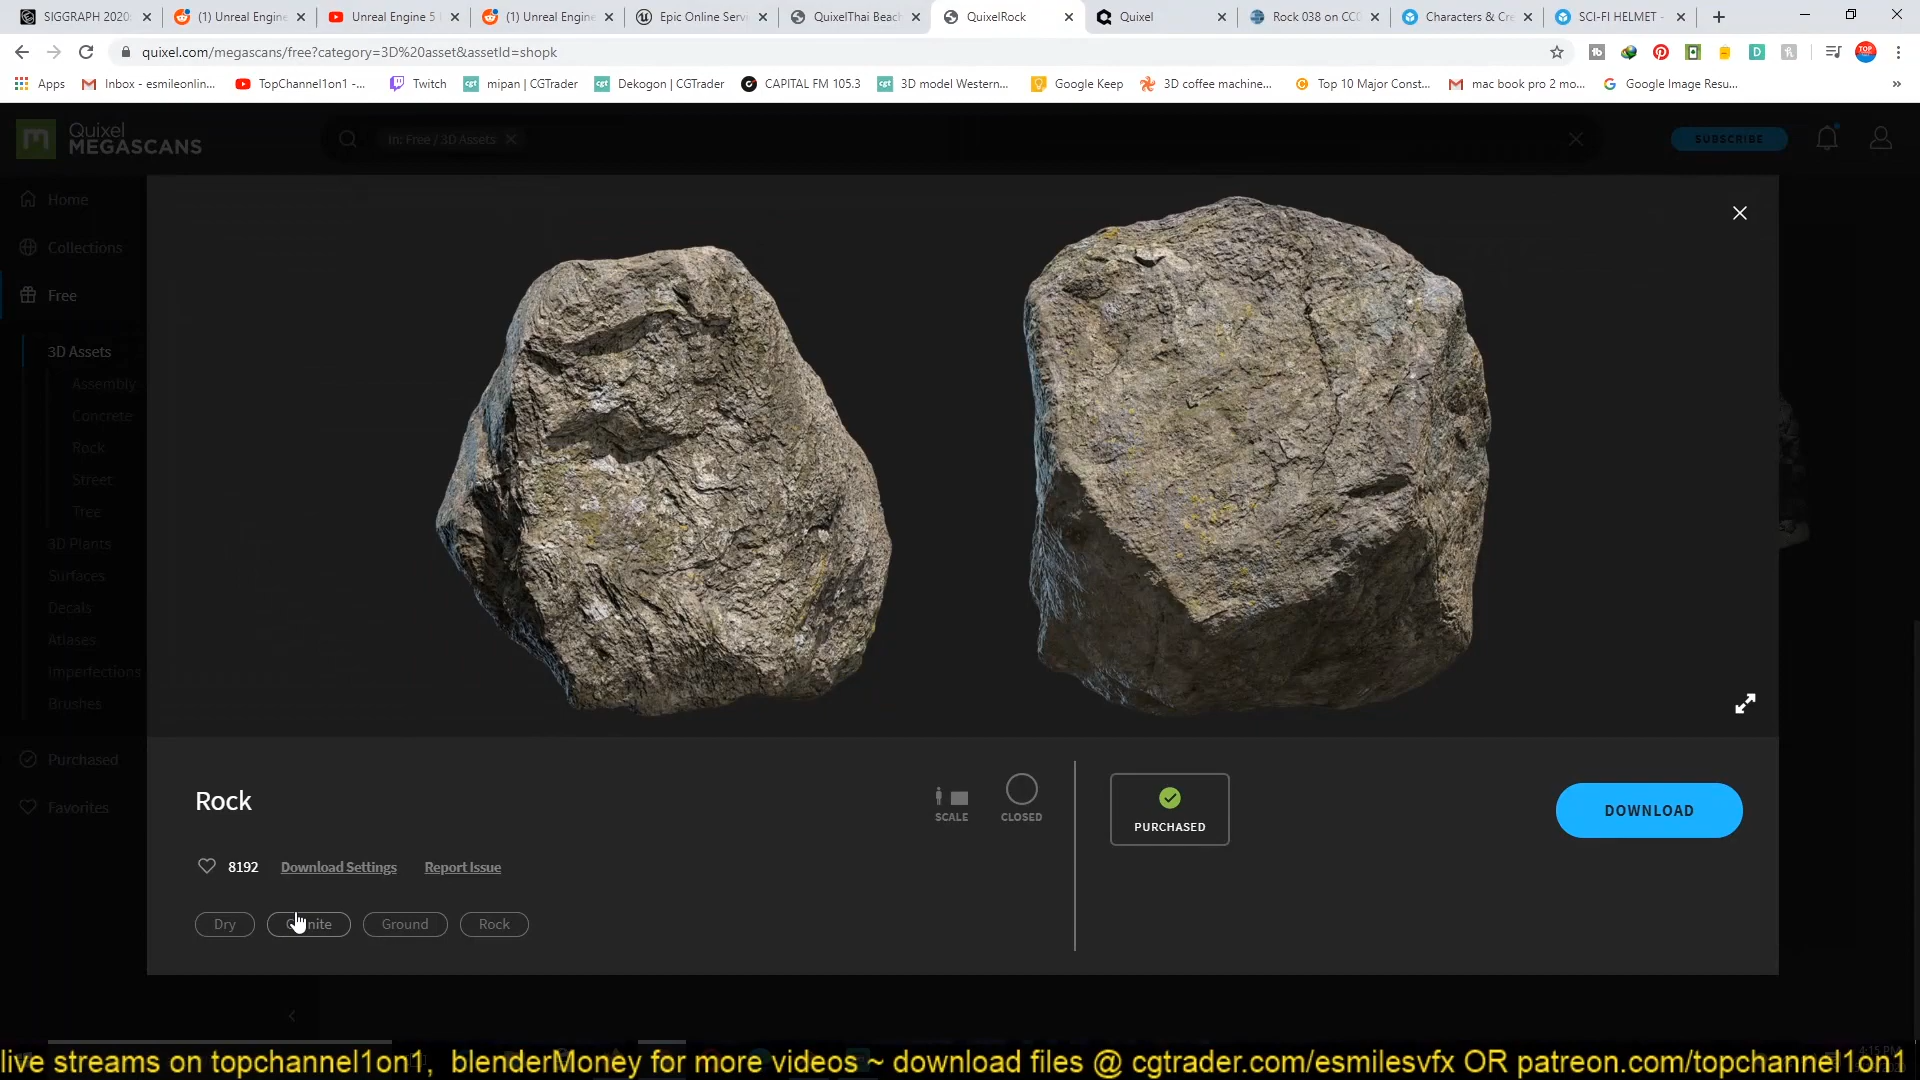 SIGGRAPH 2020:
(1) Unreal Engine
Unreal Engine 5
(1) Unreal Engine
Epic Online Serv
QuixelThai Beach
QuixelRock
Quixel
Rock 038 on CC0
Characters & Cre
SCI-FI HELMET -
quixel.com/megascans/free?category=3D%20asset&assetId=shopk
Apps
Inbox - esmileonlin...
TopChannel1on1 -...
Twitch
mipan | CGTrader
Dekogon | CGTrader
CAPITAL FM 105.3
3D model Western...
Google Keep
3D coffee machine...
Top 10 Major Const...
mac book pro 2 mo...
Google Image Resu...
Quixel
MEGASCANS
In: Free / 3D Assets
SUBSCRIBE
Home
Collections
Free
3D Assets
Assembly
Concrete
Rock
Street
Tree
3D Plants
Surfaces
Decals
Atlases
Imperfections
Brushes
Purchased
Favorites
Rock
SCALE
CLOSED
PURCHASED
DOWNLOAD
8192
Download Settings
Report Issue
Dry
Ground
Rock
live streams on topchannel1on1, blenderMoney for more videos ~ download files @ cgtrader.com/esmilesvfx OR patreon.com/topchannel1on1